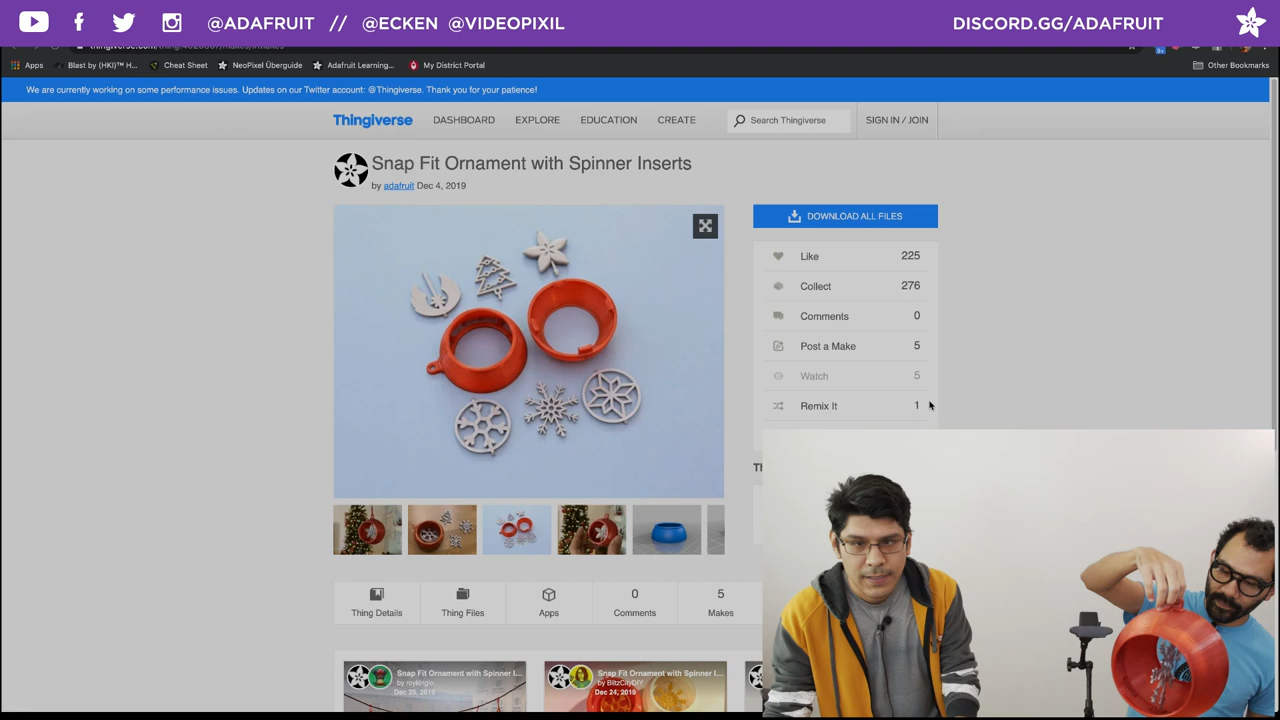 @ADAFRUIT // @ECKEN @VIDEOPIXIL
DISCORD.GG/ADAFRUIT
Apps
Blast by (HKI)™ H...
Cheat Sheet
NeoPixel Überguide
Adafruit Learning...
My District Portal
Other Bookmarks
We are currently working on some performance issues. Updates on our Twitter account: @Thingiverse. Thank you for your patience!
Thingiverse
DASHBOARD
EXPLORE
EDUCATION
CREATE
Search Thingiverse
SIGN IN / JOIN
Snap Fit Ornament with Spinner Inserts
by adafruit Dec 4, 2019
DOWNLOAD ALL FILES
Like 225
Collect 276
Comments 0
Post a Make 5
Watch 5
Remix It 1
Thing Details
Thing Files
Apps
0
Comments
5
Makes
Snap Fit Ornament with Spinner I...
by roykinglo
Dec 25, 2019
Snap Fit Ornament with Spinner I...
by BlitzCityDIY
Dec 24, 2019